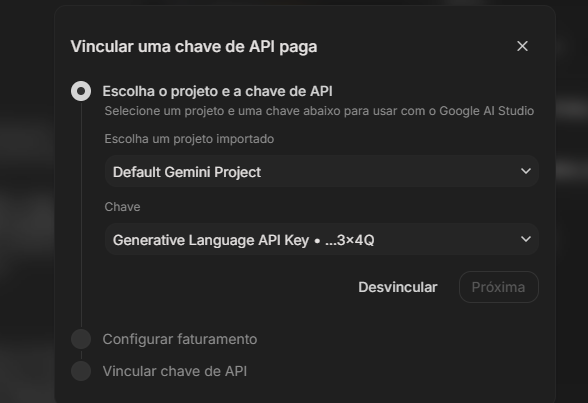 Vincular uma chave de API paga
Escolha o projeto e a chave de API
Selecione um projeto e uma chave abaixo para usar com o Google AI Studio
Escolha um projeto importado
Default Gemini Project
Chave
Generative Language API Key • ...3x4Q
Desvincular
Próxima
Configurar faturamento
Vincular chave de API